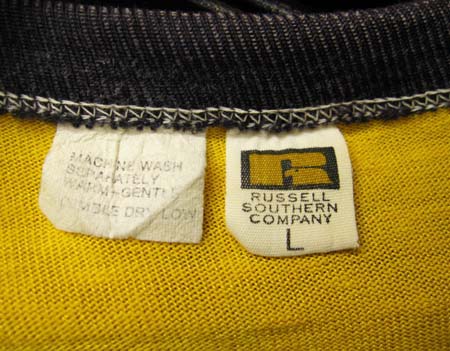 MACHINE WASH
SEPARATELY
WARM-GENTLE
TUMBLE DRY LOW
R
RUSSELL
SOUTHERN
COMPANY
L